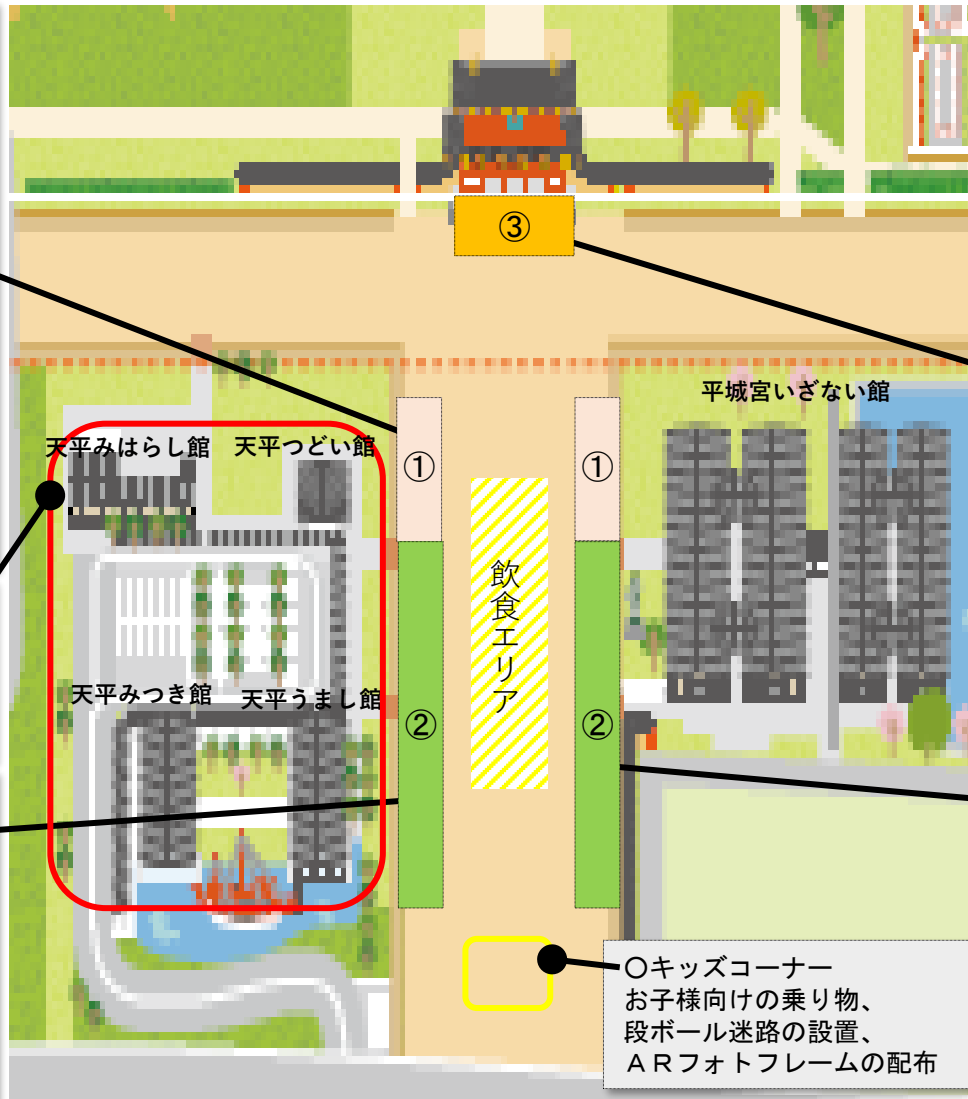 ③
平城宮いざない館
天平みはらし館
天平つどい館
①
①
飲食エリア
天平みつき館
天平うまし館
②
②
〇キッズコーナー
お子様向けの乗り物、
段ボール迷路の設置、
ＡＲフォトフレームの配布